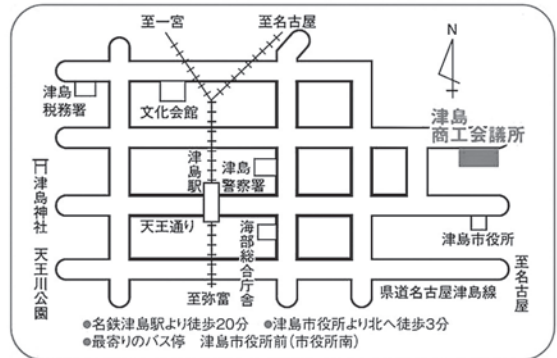 至一宮
至名古屋
N
津島
税務署
文化会館
津島
商工会議所
津島駅
津島
警察署
津島神社
天王川公園
天王通り
海部総合庁舎
津島市役所
至弥富
県道名古屋津島線
至名古屋
●名鉄津島駅より徒歩20分 ●津島市役所より北へ徒歩3分
●最寄りのバス停 津島市役所前(市役所南)